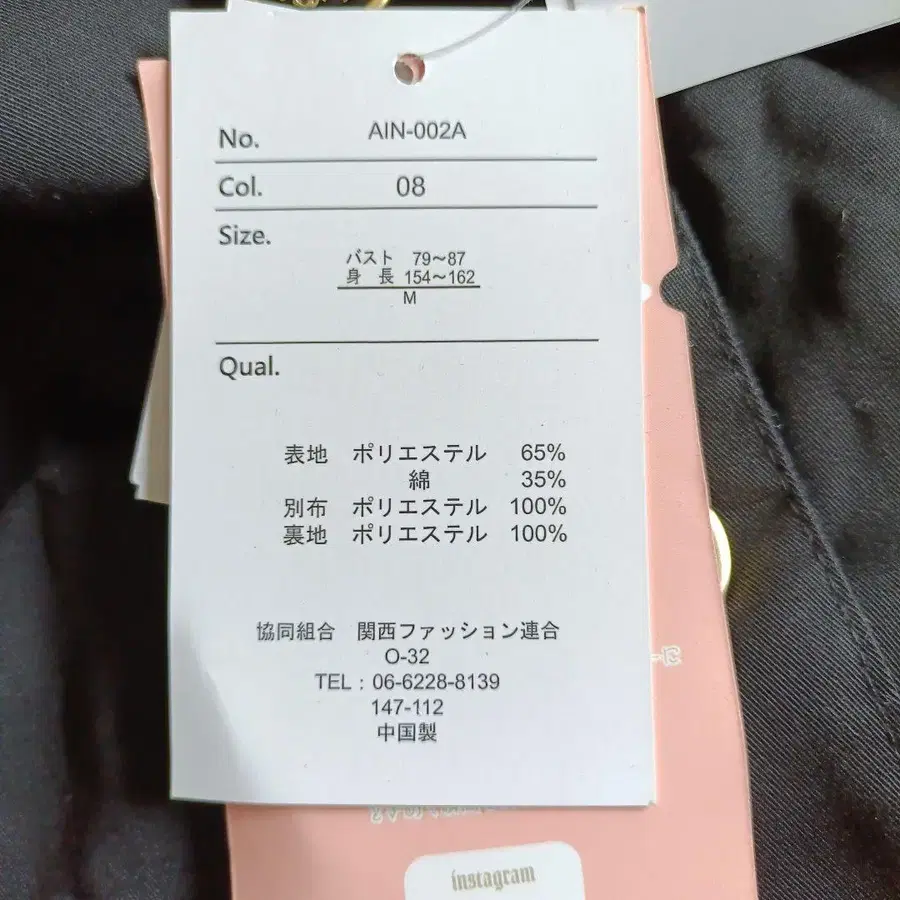 No. AIN-002A
Col. 08
Size.
バスト 79～87
身 長 154～162
M
Qual.
表地 ポリエステル 65%
綿 35%
別布 ポリエステル 100%
裏地 ポリエステル 100%
協同組合 関西ファッション連合
O-32
TEL：06-6228-8139
147-112
中国製
instagram